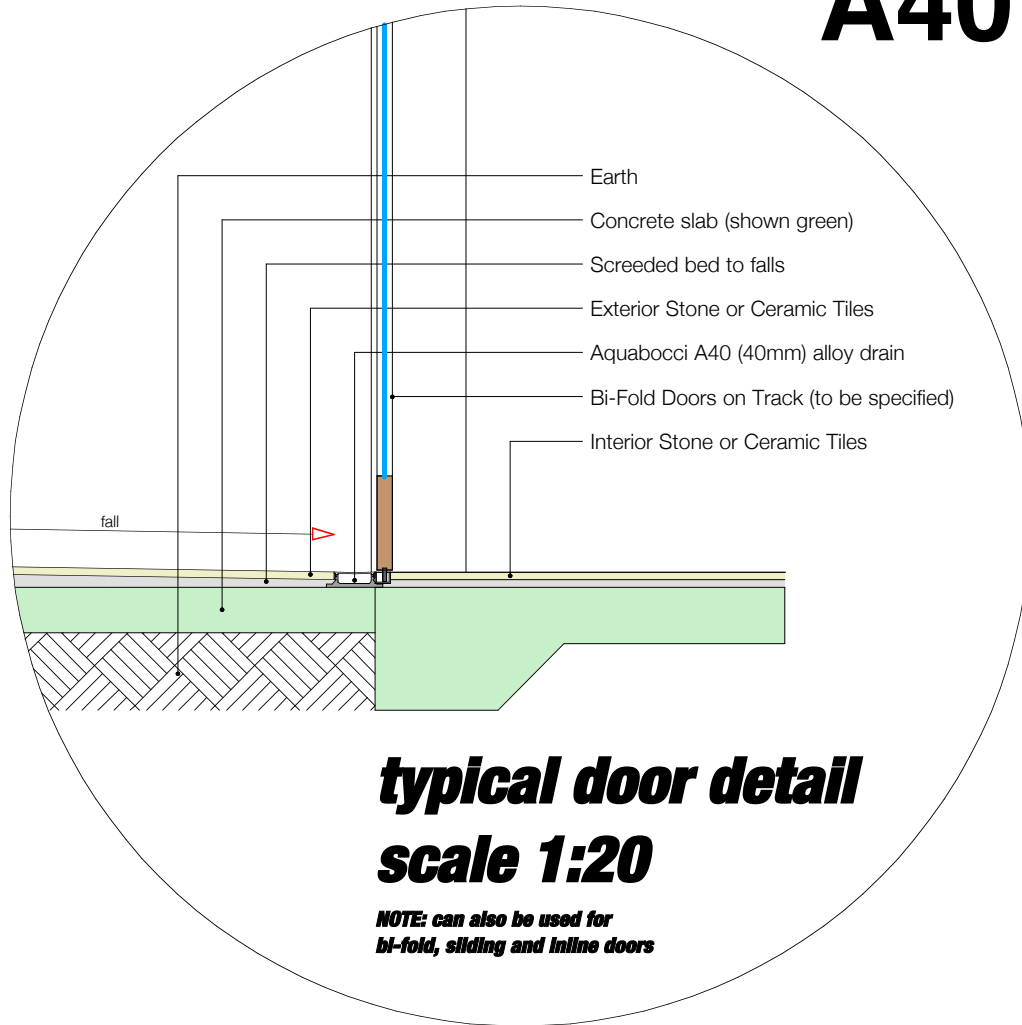 A40
Earth
Concrete slab (shown green)
Screeded bed to falls
Exterior Stone or Ceramic Tiles
Aquabocci A40 (40mm) alloy drain
Bi-Fold Doors on Track (to be specified)
Interior Stone or Ceramic Tiles
fall
typical door detail
scale 1:20
NOTE: can also be used for
bi-fold, sliding and inline doors